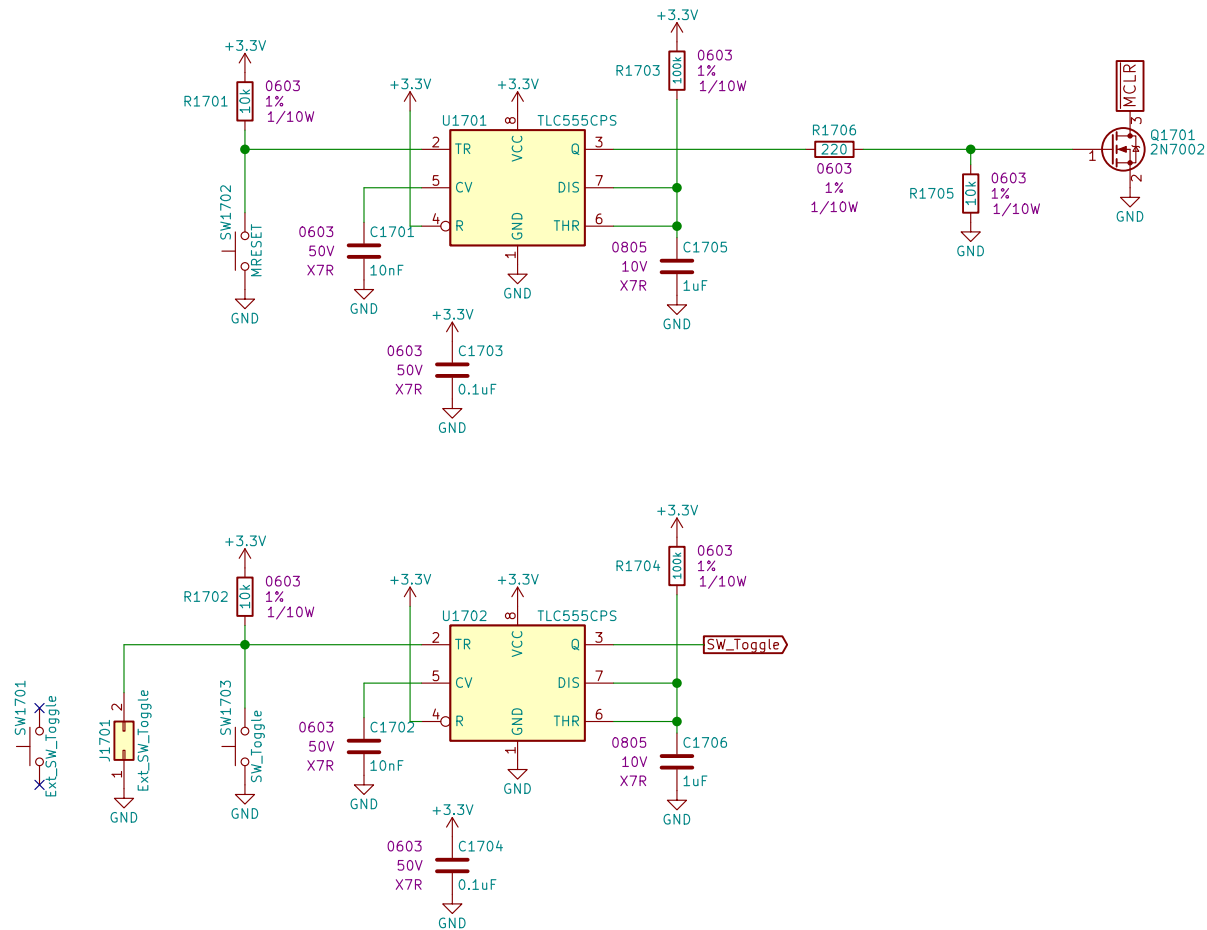 +3.3V
R1701
10k
0603
1%
1/10W
SW1702
MRESET
GND
+3.3V
+3.3V
U1701
TLC555CPS
8
VCC
2
TR
5
CV
4
R
GND
1
Q
3
DIS
7
THR
6
GND
0603
50V
X7R
C1701
10nF
GND
+3.3V
R1703
100k
0603
1%
1/10W
0805
10V
X7R
C1705
1uF
GND
R1706
220
0603
1%
1/10W
R1705
10k
0603
1%
1/10W
GND
MCLR
3
1
2
Q1701
2N7002
GND
+3.3V
0603
50V
X7R
C1703
0.1uF
GND
+3.3V
R1702
10k
0603
1%
1/10W
SW1701
Ext_SW_Toggle
J1701
Ext_SW_Toggle
2
1
GND
SW1703
SW_Toggle
GND
+3.3V
+3.3V
U1702
TLC555CPS
8
VCC
2
TR
5
CV
4
R
GND
1
Q
3
DIS
7
THR
6
GND
0603
50V
X7R
C1702
10nF
GND
+3.3V
R1704
100k
0603
1%
1/10W
SW_Toggle
0805
10V
X7R
C1706
1uF
GND
+3.3V
0603
50V
X7R
C1704
0.1uF
GND